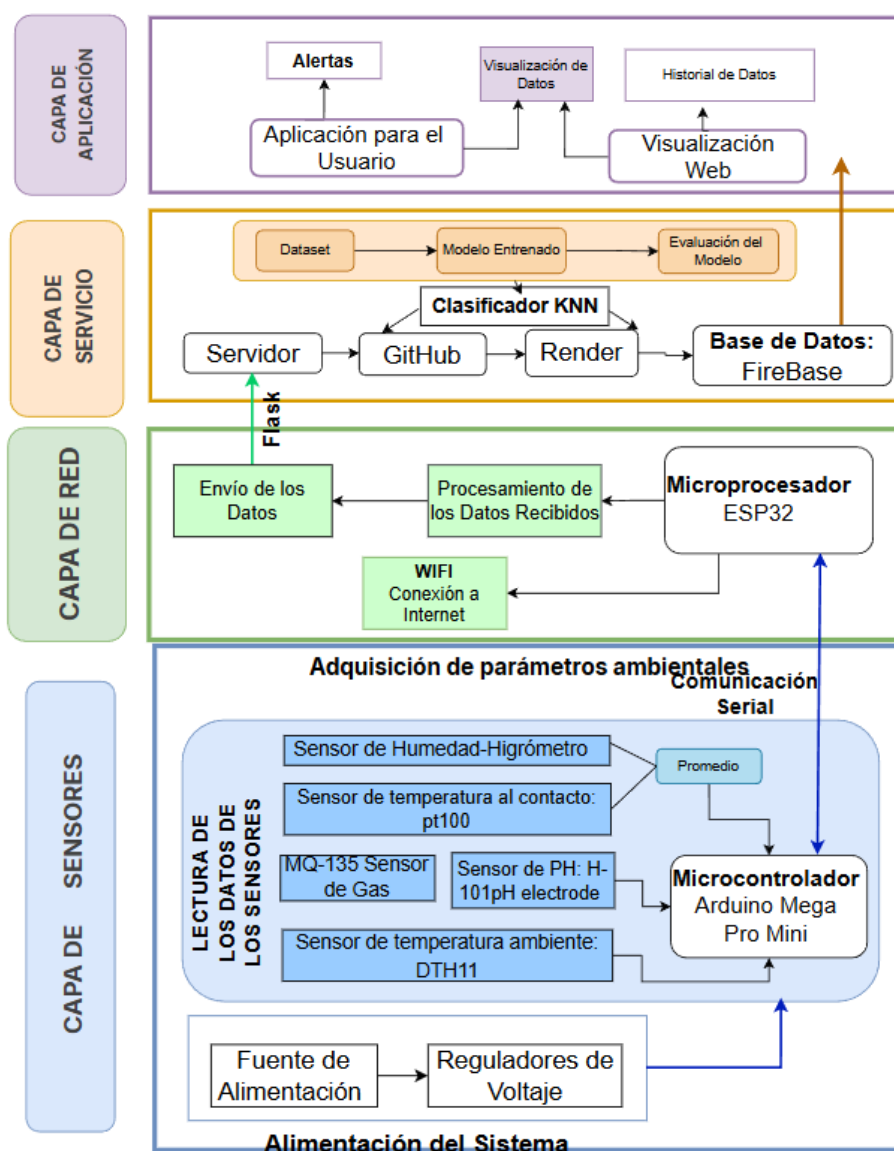 CAPA DE
APLICACIÓN
Alertas
Visualización de
Datos
Historial de Datos
Aplicación para el
Usuario
Visualización
Web
CAPA DE
SERVICIO
Dataset
Modelo Entrenado
Evaluación del
Modelo
Clasificador KNN
Servidor
GitHub
Render
Base de Datos:
FireBase
Flask
CAPA DE RED
Envío de los
Datos
Procesamiento de
los Datos Recibidos
Microprocesador
ESP32
WIFI
Conexión a
Internet
CAPA DE SENSORES
Adquisición de parámetros ambientales
Comunicación
Serial
LECTURA DE
LOS DATOS DE
LOS SENSORES
Sensor de Humedad-Higrómetro
Promedio
Sensor de temperatura al contacto:
pt100
MQ-135 Sensor
de Gas
Sensor de PH: H-
101pH electrode
Microcontrolador
Arduino Mega
Pro Mini
Sensor de temperatura ambiente:
DTH11
Fuente de
Alimentación
Reguladores de
Voltaje
Alimentación del Sistema